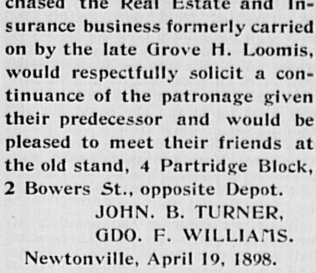 chased the Real Estate and In-
surance business formerly carried
on by the late Grove H. Loomis,
would respectfully solicit a con-
tinuance of the patronage given
their predecessor and would be
pleased to meet their friends at
the old stand, 4 Partridge Block,
2 Bowers St., opposite Depot.
JOHN. B. TURNER,
GDO. F. WILLIAMS.
Newtonville, April 19, 1898.